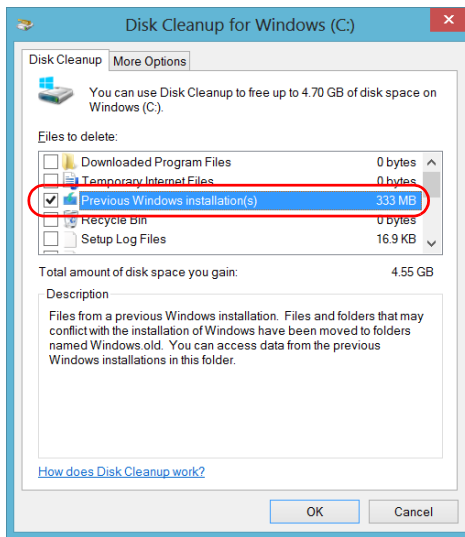 Disk Cleanup for Windows (C:)
Disk Cleanup
More Options
You can use Disk Cleanup to free up to 4.70 GB of disk space on
Windows (C:).
Files to delete:
Downloaded Program Files 0 bytes
Temporary Internet Files 0 bytes
Previous Windows installation(s) 333 MB
Recycle Bin 0 bytes
Setup Log Files 16.9 KB
Total amount of disk space you gain: 4.55 GB
Description
Files from a previous Windows installation. Files and folders that may
conflict with the installation of Windows have been moved to folders
named Windows.old. You can access data from the previous
Windows installations in this folder.
How does Disk Cleanup work?
OK
Cancel